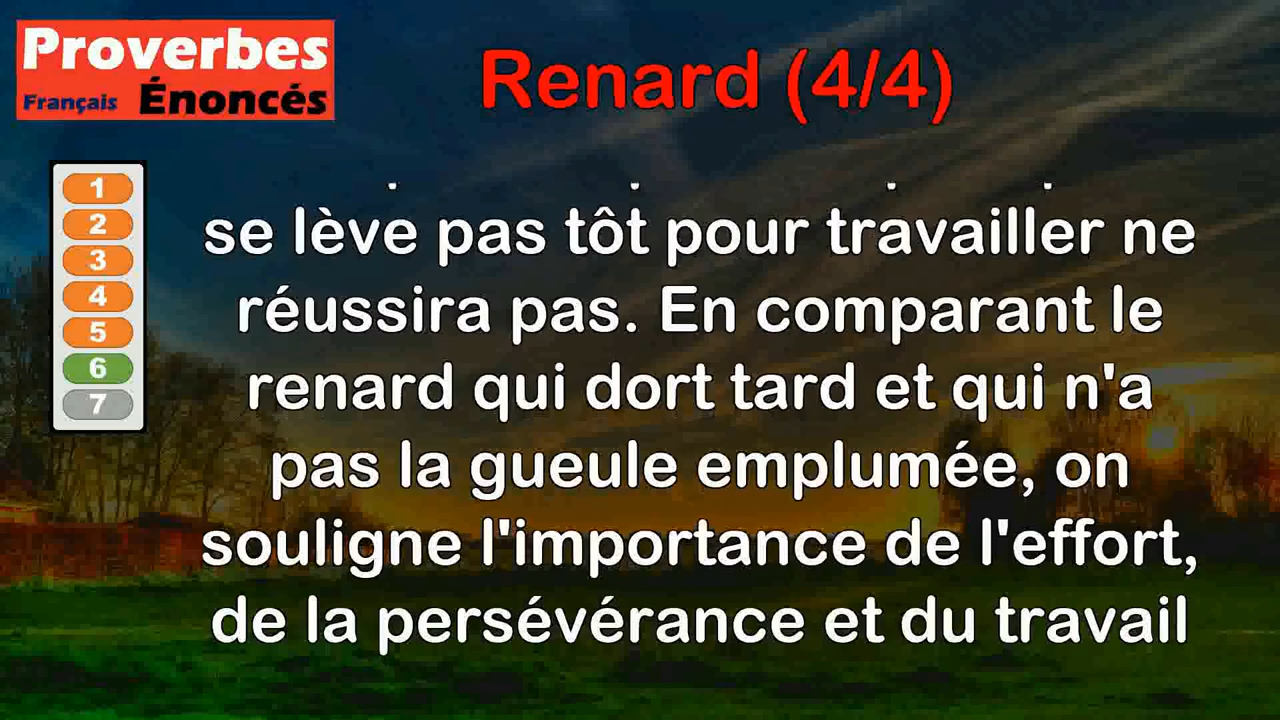 Proverbes
Français Énoncés
Renard (4/4)
1
2
3
4
5
6
7
se lève pas tôt pour travailler ne
réussira pas. En comparant le
renard qui dort tard et qui n'a
pas la gueule emplumée, on
souligne l'importance de l'effort,
de la persévérance et du travail